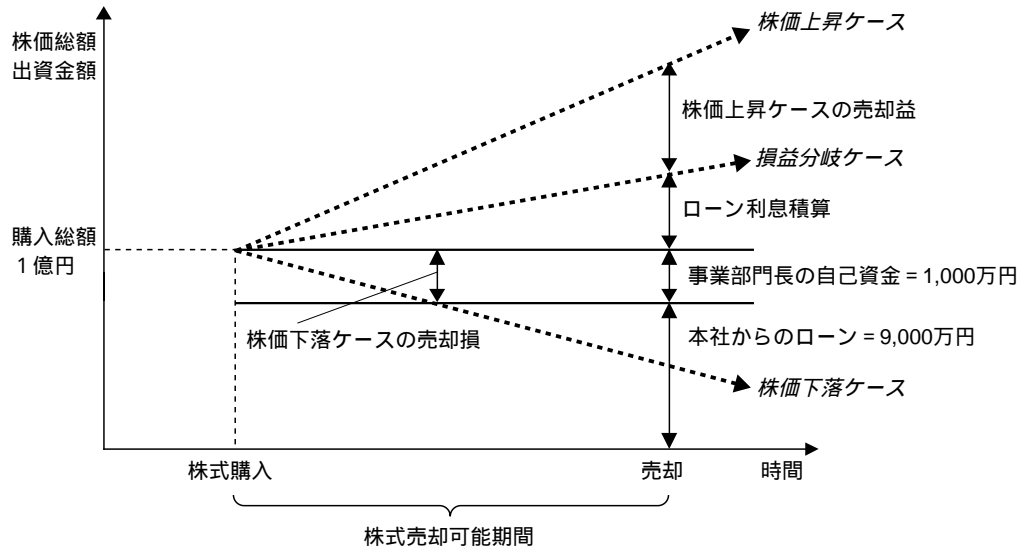 株価総額
出資金額
株価上昇ケース
株価上昇ケースの売却益
損益分岐ケース
ローン利息積算
購入総額
1億円
事業部門長の自己資金 = 1,000万円
株価下落ケースの売却損
本社からのローン = 9,000万円
株価下落ケース
株式購入
売却
時間
株式売却可能期間